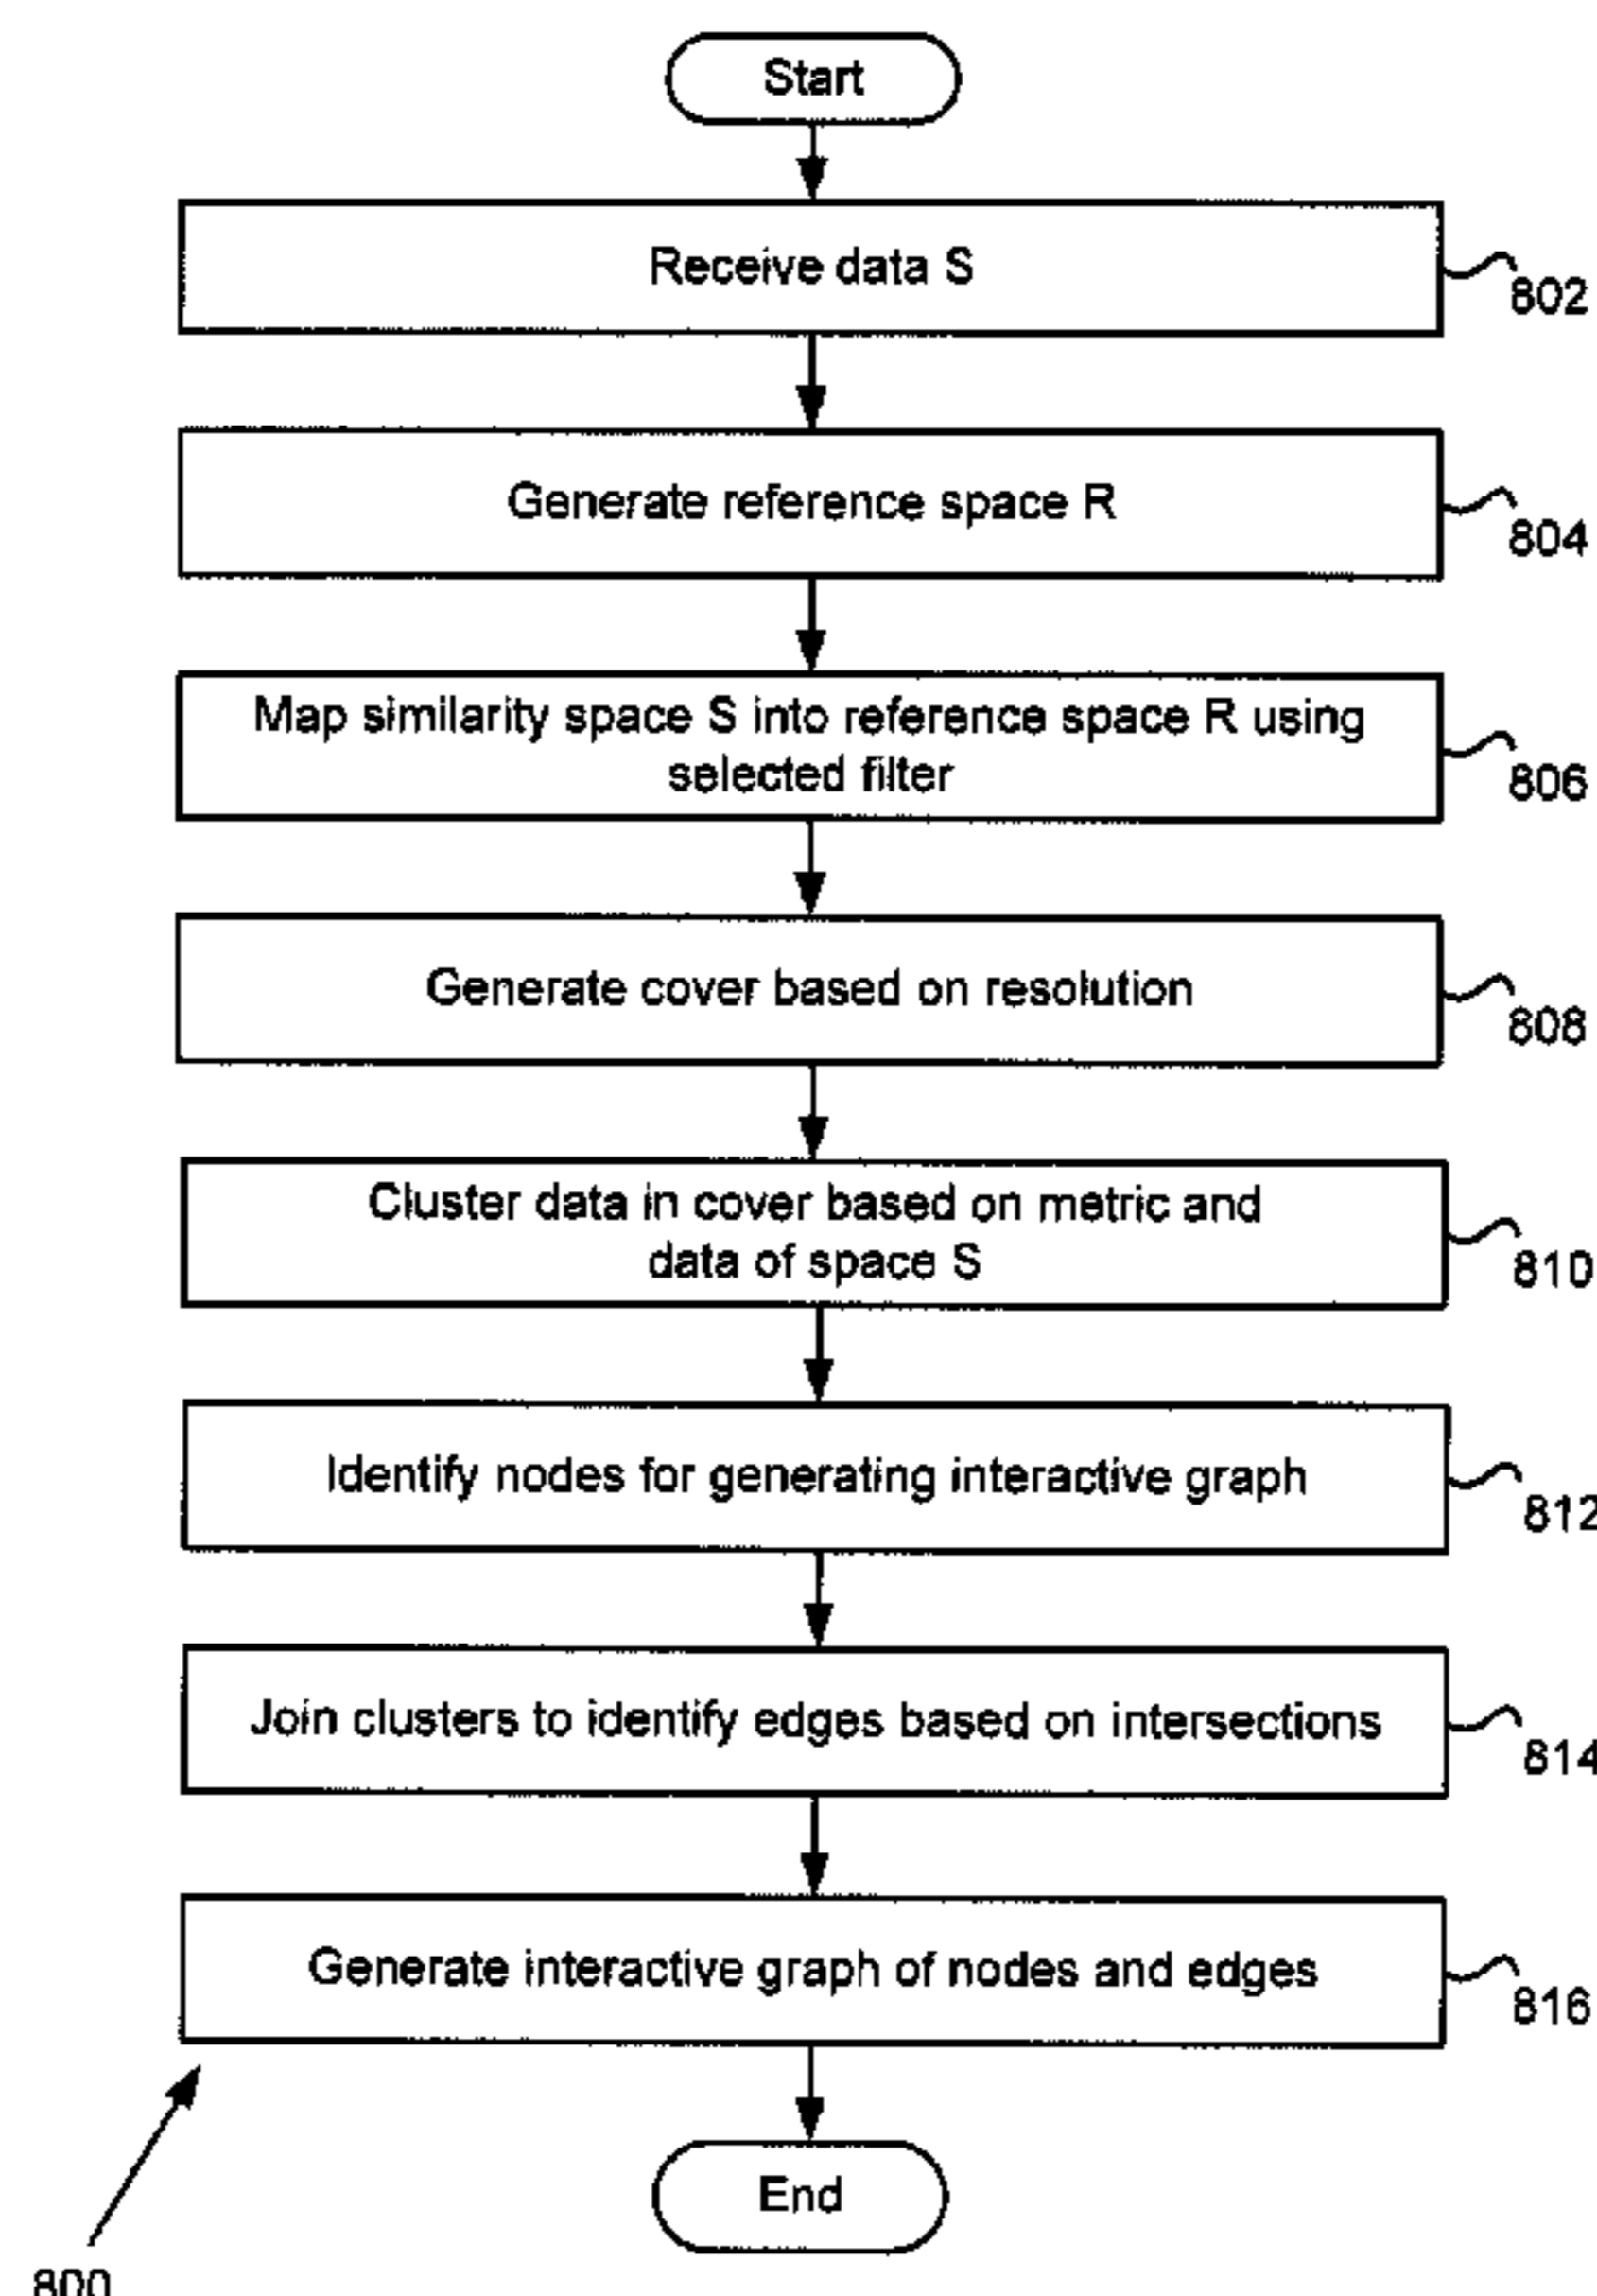 Start
Receive data S
802
Generate reference space R
804
Map similarity space S into reference space R using
selected filter
806
Generate cover based on resolution
808
Cluster data in cover based on metric and
data of space S
810
Identify nodes for generating interactive graph
812
Join clusters to identify edges based on intersections
814
Generate interactive graph of nodes and edges
816
End
800